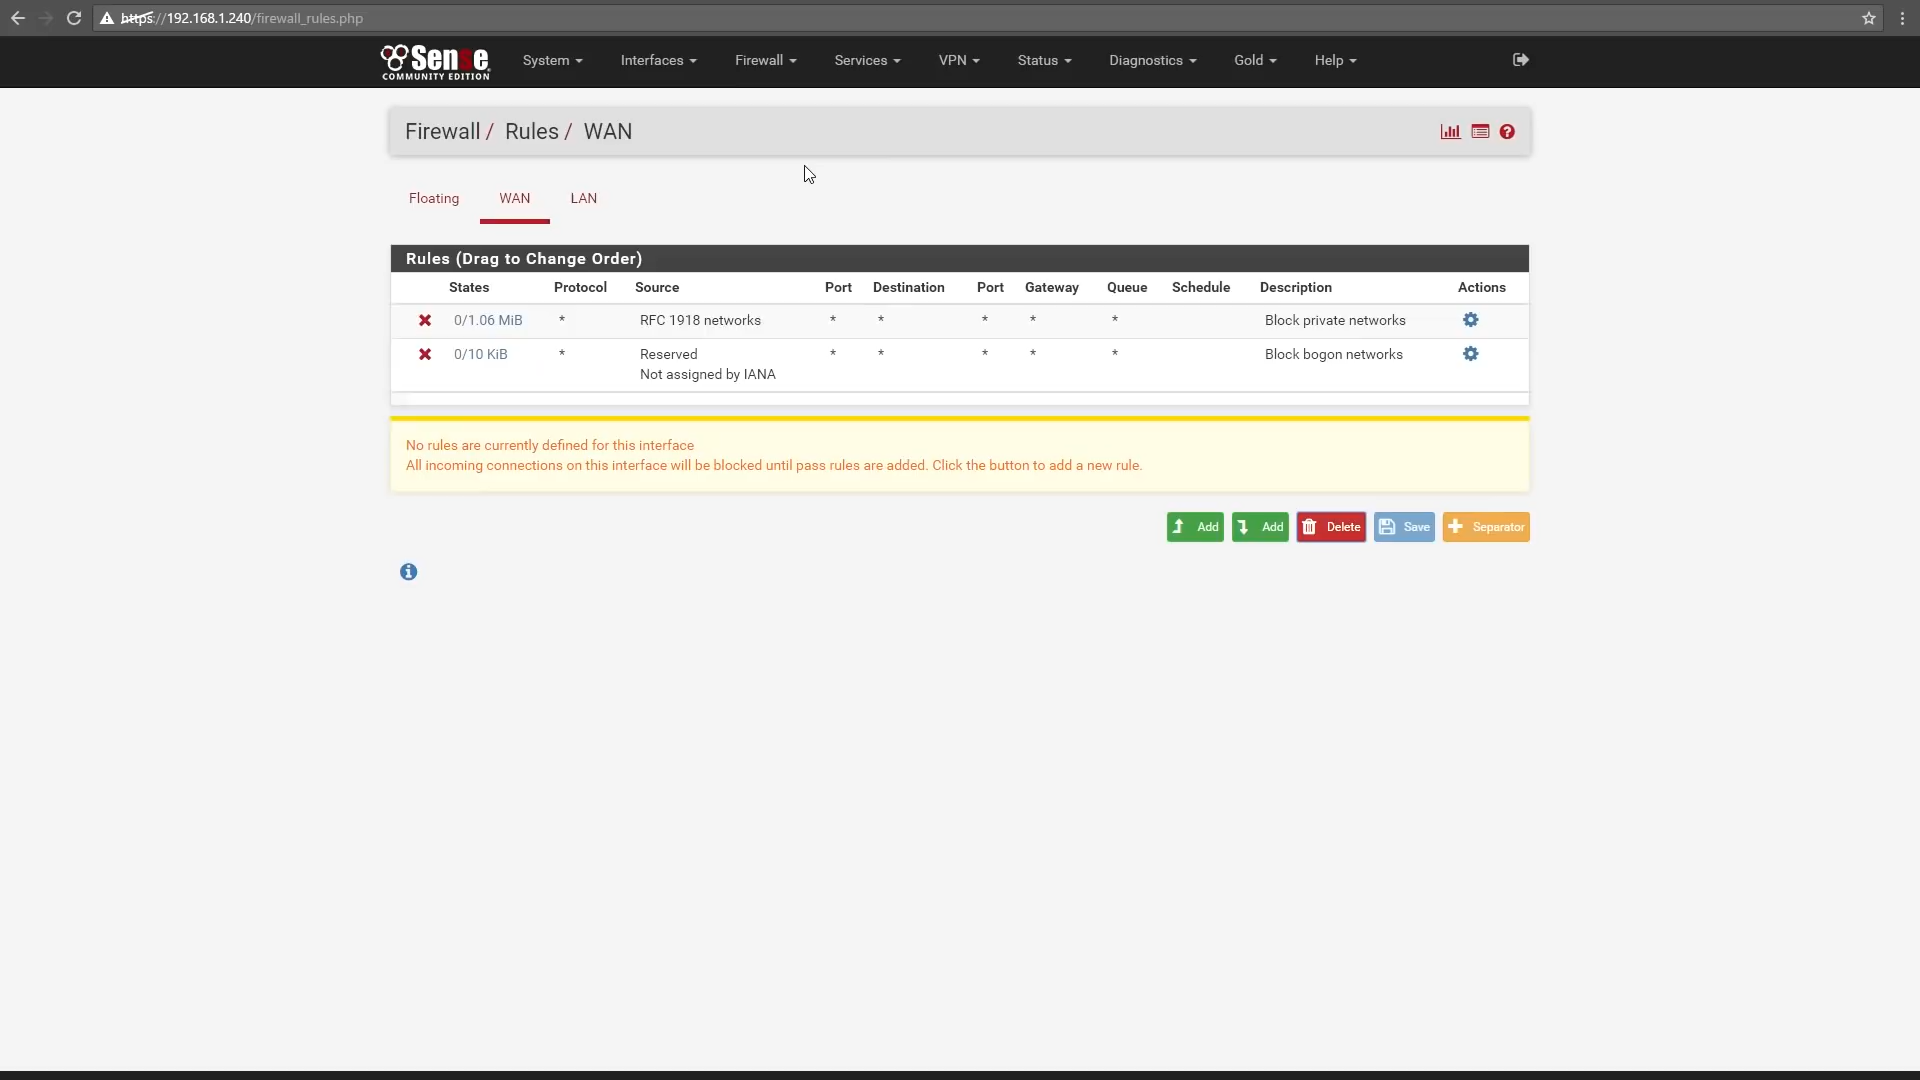 https://192.168.1.240/firewall_rules.php
Sense
COMMUNITY EDITION
System
Interfaces
Firewall
Services
VPN
Status
Diagnostics
Gold
Help
Firewall / Rules / WAN
Floating
WAN
LAN
Rules (Drag to Change Order)
States Protocol Source Port Destination Port Gateway Queue Schedule Description Actions
0/1.06 MiB * RFC 1918 networks * * * * * Block private networks
0/10 KiB * Reserved * * * * * Block bogon networks
Not assigned by IANA
No rules are currently defined for this interface
All incoming connections on this interface will be blocked until pass rules are added. Click the button to add a new rule.
Add
Add
Delete
Save
Separator